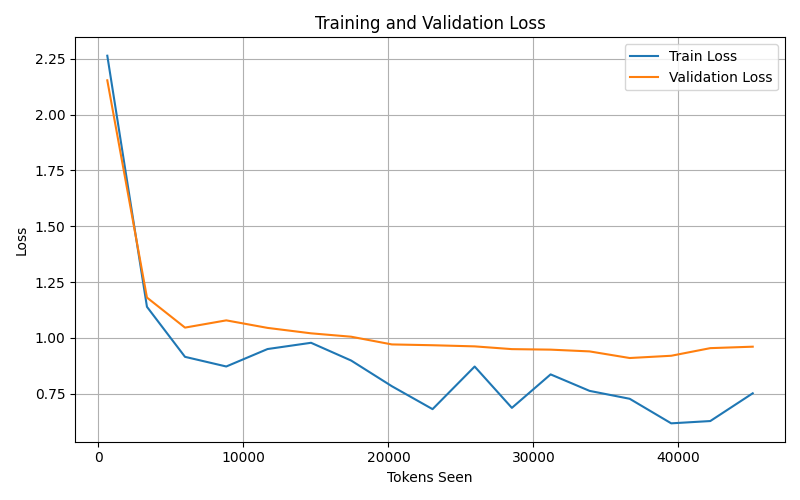 Training and Validation Loss
Train Loss
Validation Loss
2.25
2.00
1.75
1.50
1.25
1.00
0.75
Loss
0 10000 20000 30000 40000
Tokens Seen